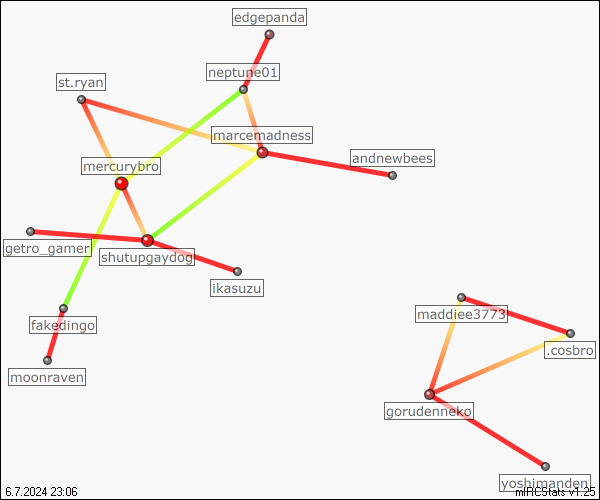 edgepanda
neptune01
st.ryan
marcemadness
andnewbees
mercurybro
getro_gamer
shutupgaydog
ikasuzu
maddiee3773
fakedingo
.cosbro
moonraven
gorudenneko
yoshimanden
6.7.2024 23:06
mIRCStats v1.25